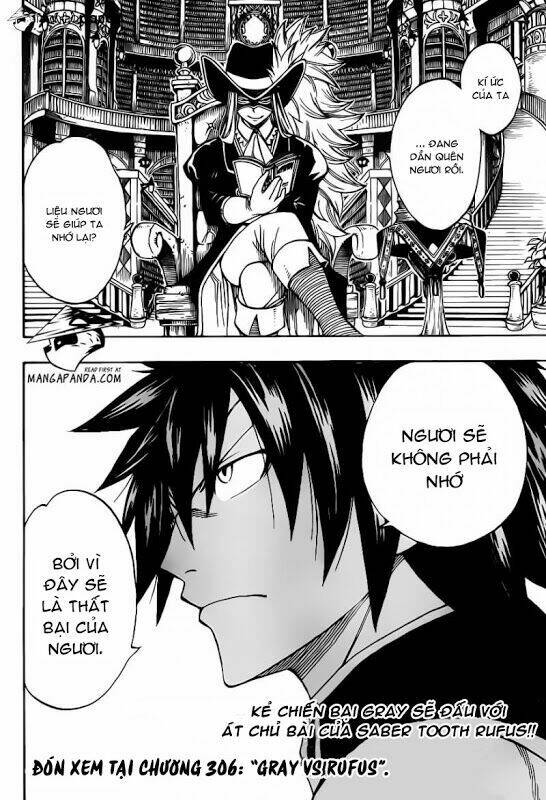 KÍ ỨC
CỦA TA
... ĐANG
DẦN QUÊN
NGƯƠI RỒI.
LIỆU NGƯƠI
SẼ GIÚP TA
NHỚ LẠI?
READ FIRST AT
MANGAPANDA.COM
NGƯƠI SẼ
KHÔNG PHẢI
NHỚ
BỞI VÌ
ĐÂY SẼ
LÀ THẤT
BẠI CỦA
NGƯƠI.
KẺ CHIẾN BẠI GRAY SẼ ĐẤU VỚI
ÁT CHỦ BÀI CỦA SABER TOOTH RUFUS!!
ĐÓN XEM TẠI CHƯƠNG 306: "GRAY VS!RUFUS".